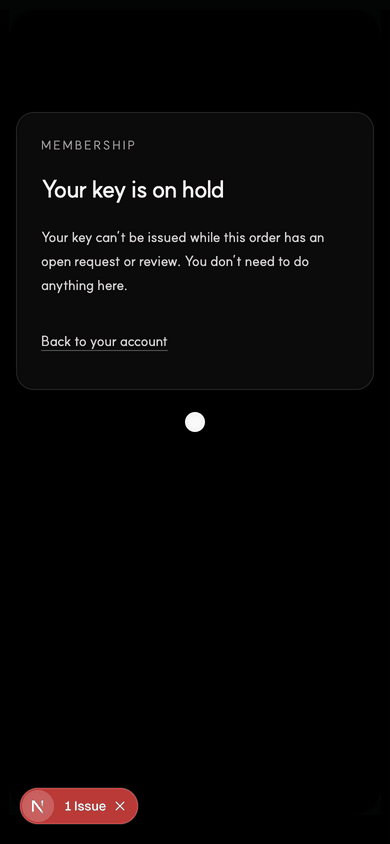 MEMBERSHIP
Your key is on hold
Your key can't be issued while this order has an
open request or review. You don't need to do
anything here.
Back to your account
N 1 Issue